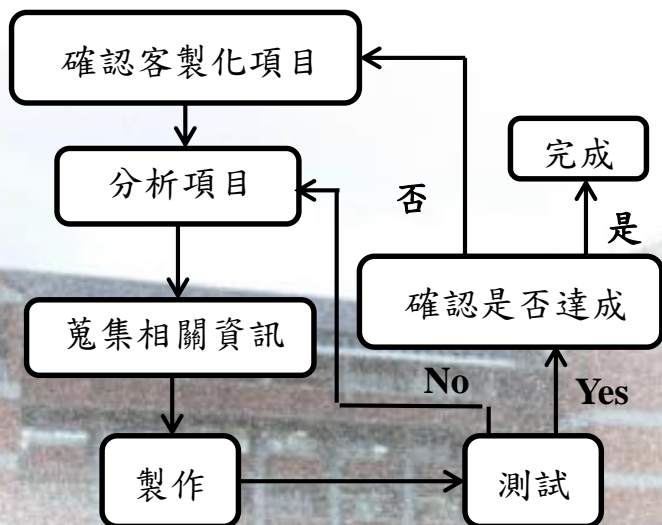 確認客製化項目
完成
分析項目
否
是
確認是否達成
蒐集相關資訊
No
Yes
製作
測試